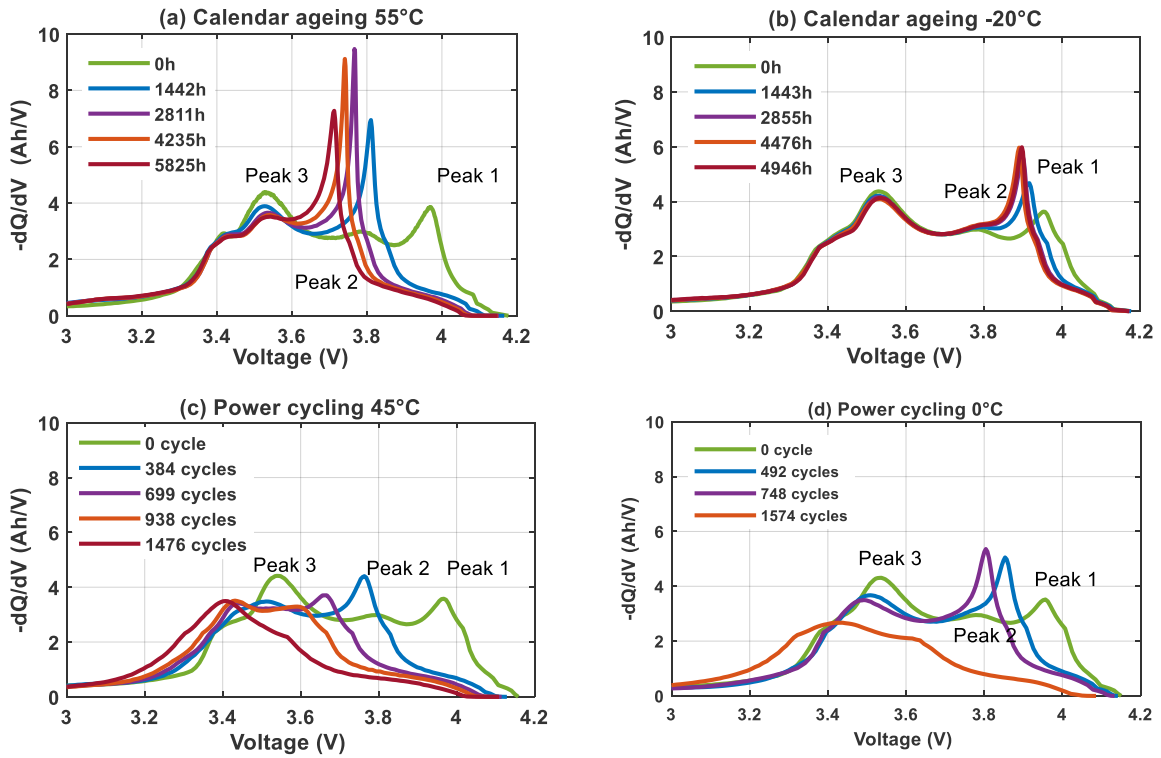 (a) Calendar ageing 55°C
-dQ/dV (Ah/V)
10
8
6
4
2
0
0h
1442h
2811h
4235h
5825h
Peak 3
Peak 1
Peak 2
3
3.2
3.4
3.6
3.8
4
4.2
Voltage (V)
(b) Calendar ageing -20°C
-dQ/dV (Ah/V)
10
8
6
4
2
0
0h
1443h
2855h
4476h
4946h
Peak 3
Peak 2
Peak 1
3
3.4
3.6
3.8
4
4.2
Voltage (V)
(c) Power cycling 45°C
-dQ/dV (Ah/V)
10
8
6
4
2
0
0 cycle
384 cycles
699 cycles
938 cycles
1476 cycles
Peak 3
Peak 2
Peak 1
3
3.4
3.6
3.8
4
4.2
Voltage (V)
(d) Power cycling 0°C
-dQ/dV (Ah/V)
10
8
6
4
2
0
0 cycle
492 cycles
748 cycles
1574 cycles
Peak 3
Peak 1
Peak 2
3
3.4
3.6
3.8
4
4.2
Voltage (V)